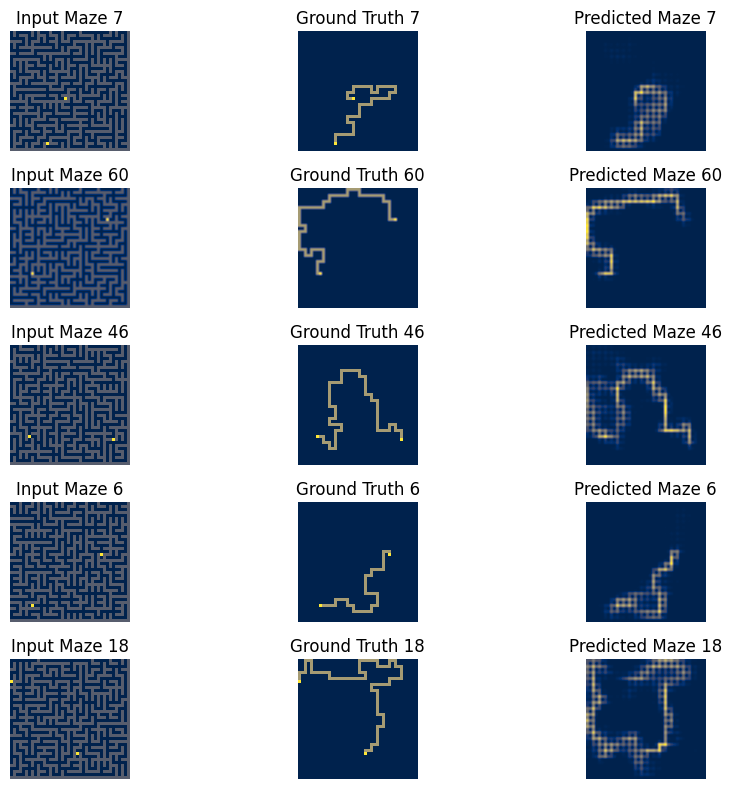 Input Maze 7
Ground Truth 7
Predicted Maze 7
Input Maze 60
Ground Truth 60
Predicted Maze 60
Input Maze 46
Ground Truth 46
Predicted Maze 46
Input Maze 6
Ground Truth 6
Predicted Maze 6
Input Maze 18
Ground Truth 18
Predicted Maze 18